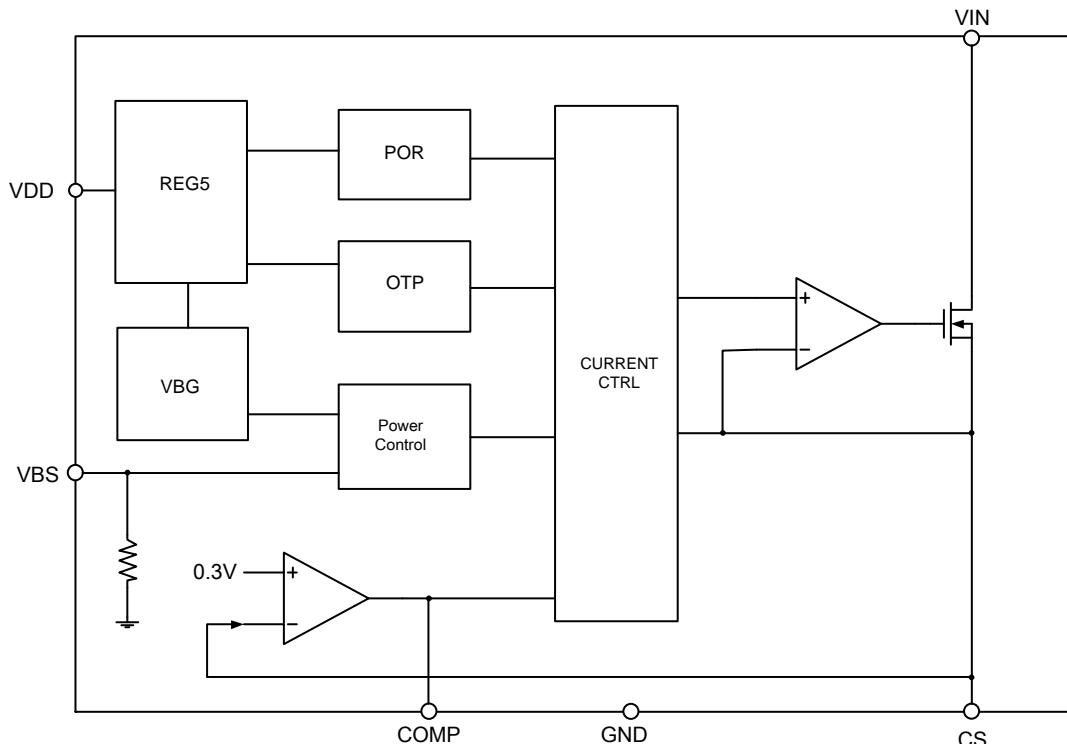 VIN
VDD
REG5
POR
OTP
VBG
CURRENT
CTRL
+
−
Power
Control
VBS
0.3V
+
−
COMP
GND
CS